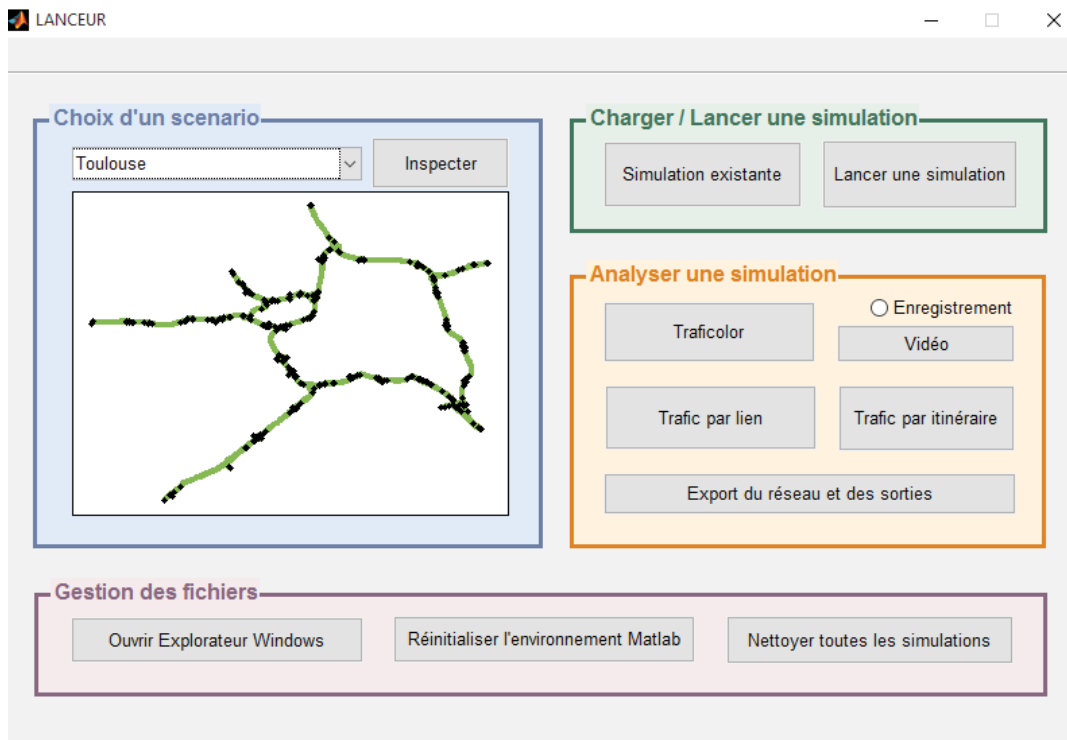 LANCEUR
Choix d'un scenario
Toulouse
Inspecter
Charger / Lancer une simulation
Simulation existante
Lancer une simulation
Analyser une simulation
Traficolor
Enregistrement
Vidéo
Trafic par lien
Trafic par itinéraire
Export du réseau et des sorties
Gestion des fichiers
Ouvrir Explorateur Windows
Réinitialiser l'environnement Matlab
Nettoyer toutes les simulations